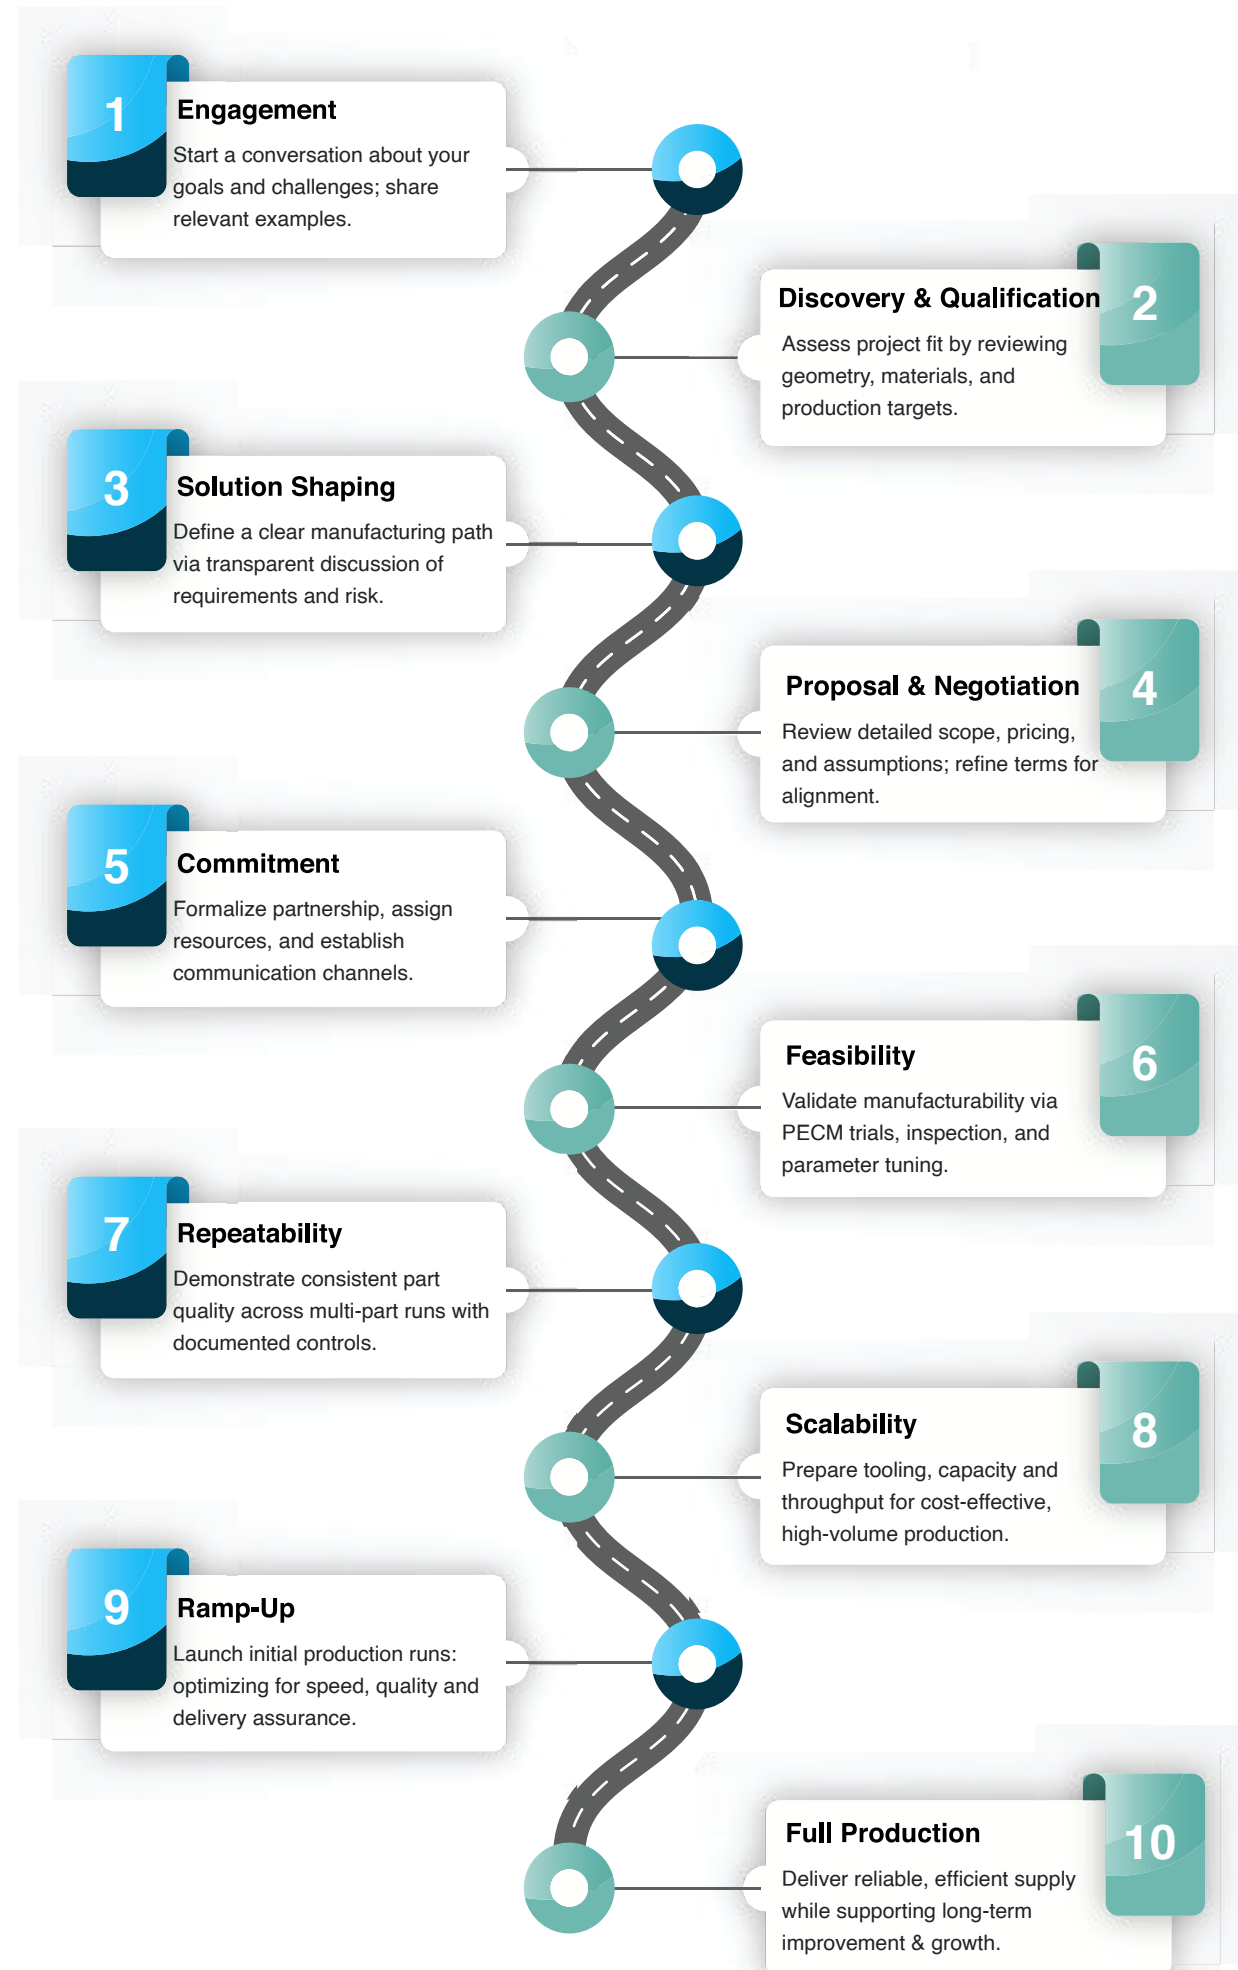 1
Engagement
Start a conversation about your
goals and challenges; share
relevant examples.
2
Discovery & Qualification
Assess project fit by reviewing
geometry, materials, and
production targets.
3
Solution Shaping
Define a clear manufacturing path
via transparent discussion of
requirements and risk.
4
Proposal & Negotiation
Review detailed scope, pricing,
and assumptions; refine terms for
alignment.
5
Commitment
Formalize partnership, assign
resources, and establish
communication channels.
6
Feasibility
Validate manufacturability via
PECM trials, inspection, and
parameter tuning.
7
Repeatability
Demonstrate consistent part
quality across multi-part runs with
documented controls.
8
Scalability
Prepare tooling, capacity and
throughput for cost-effective,
high-volume production.
9
Ramp-Up
Launch initial production runs:
optimizing for speed, quality and
delivery assurance.
10
Full Production
Deliver reliable, efficient supply
while supporting long-term
improvement & growth.